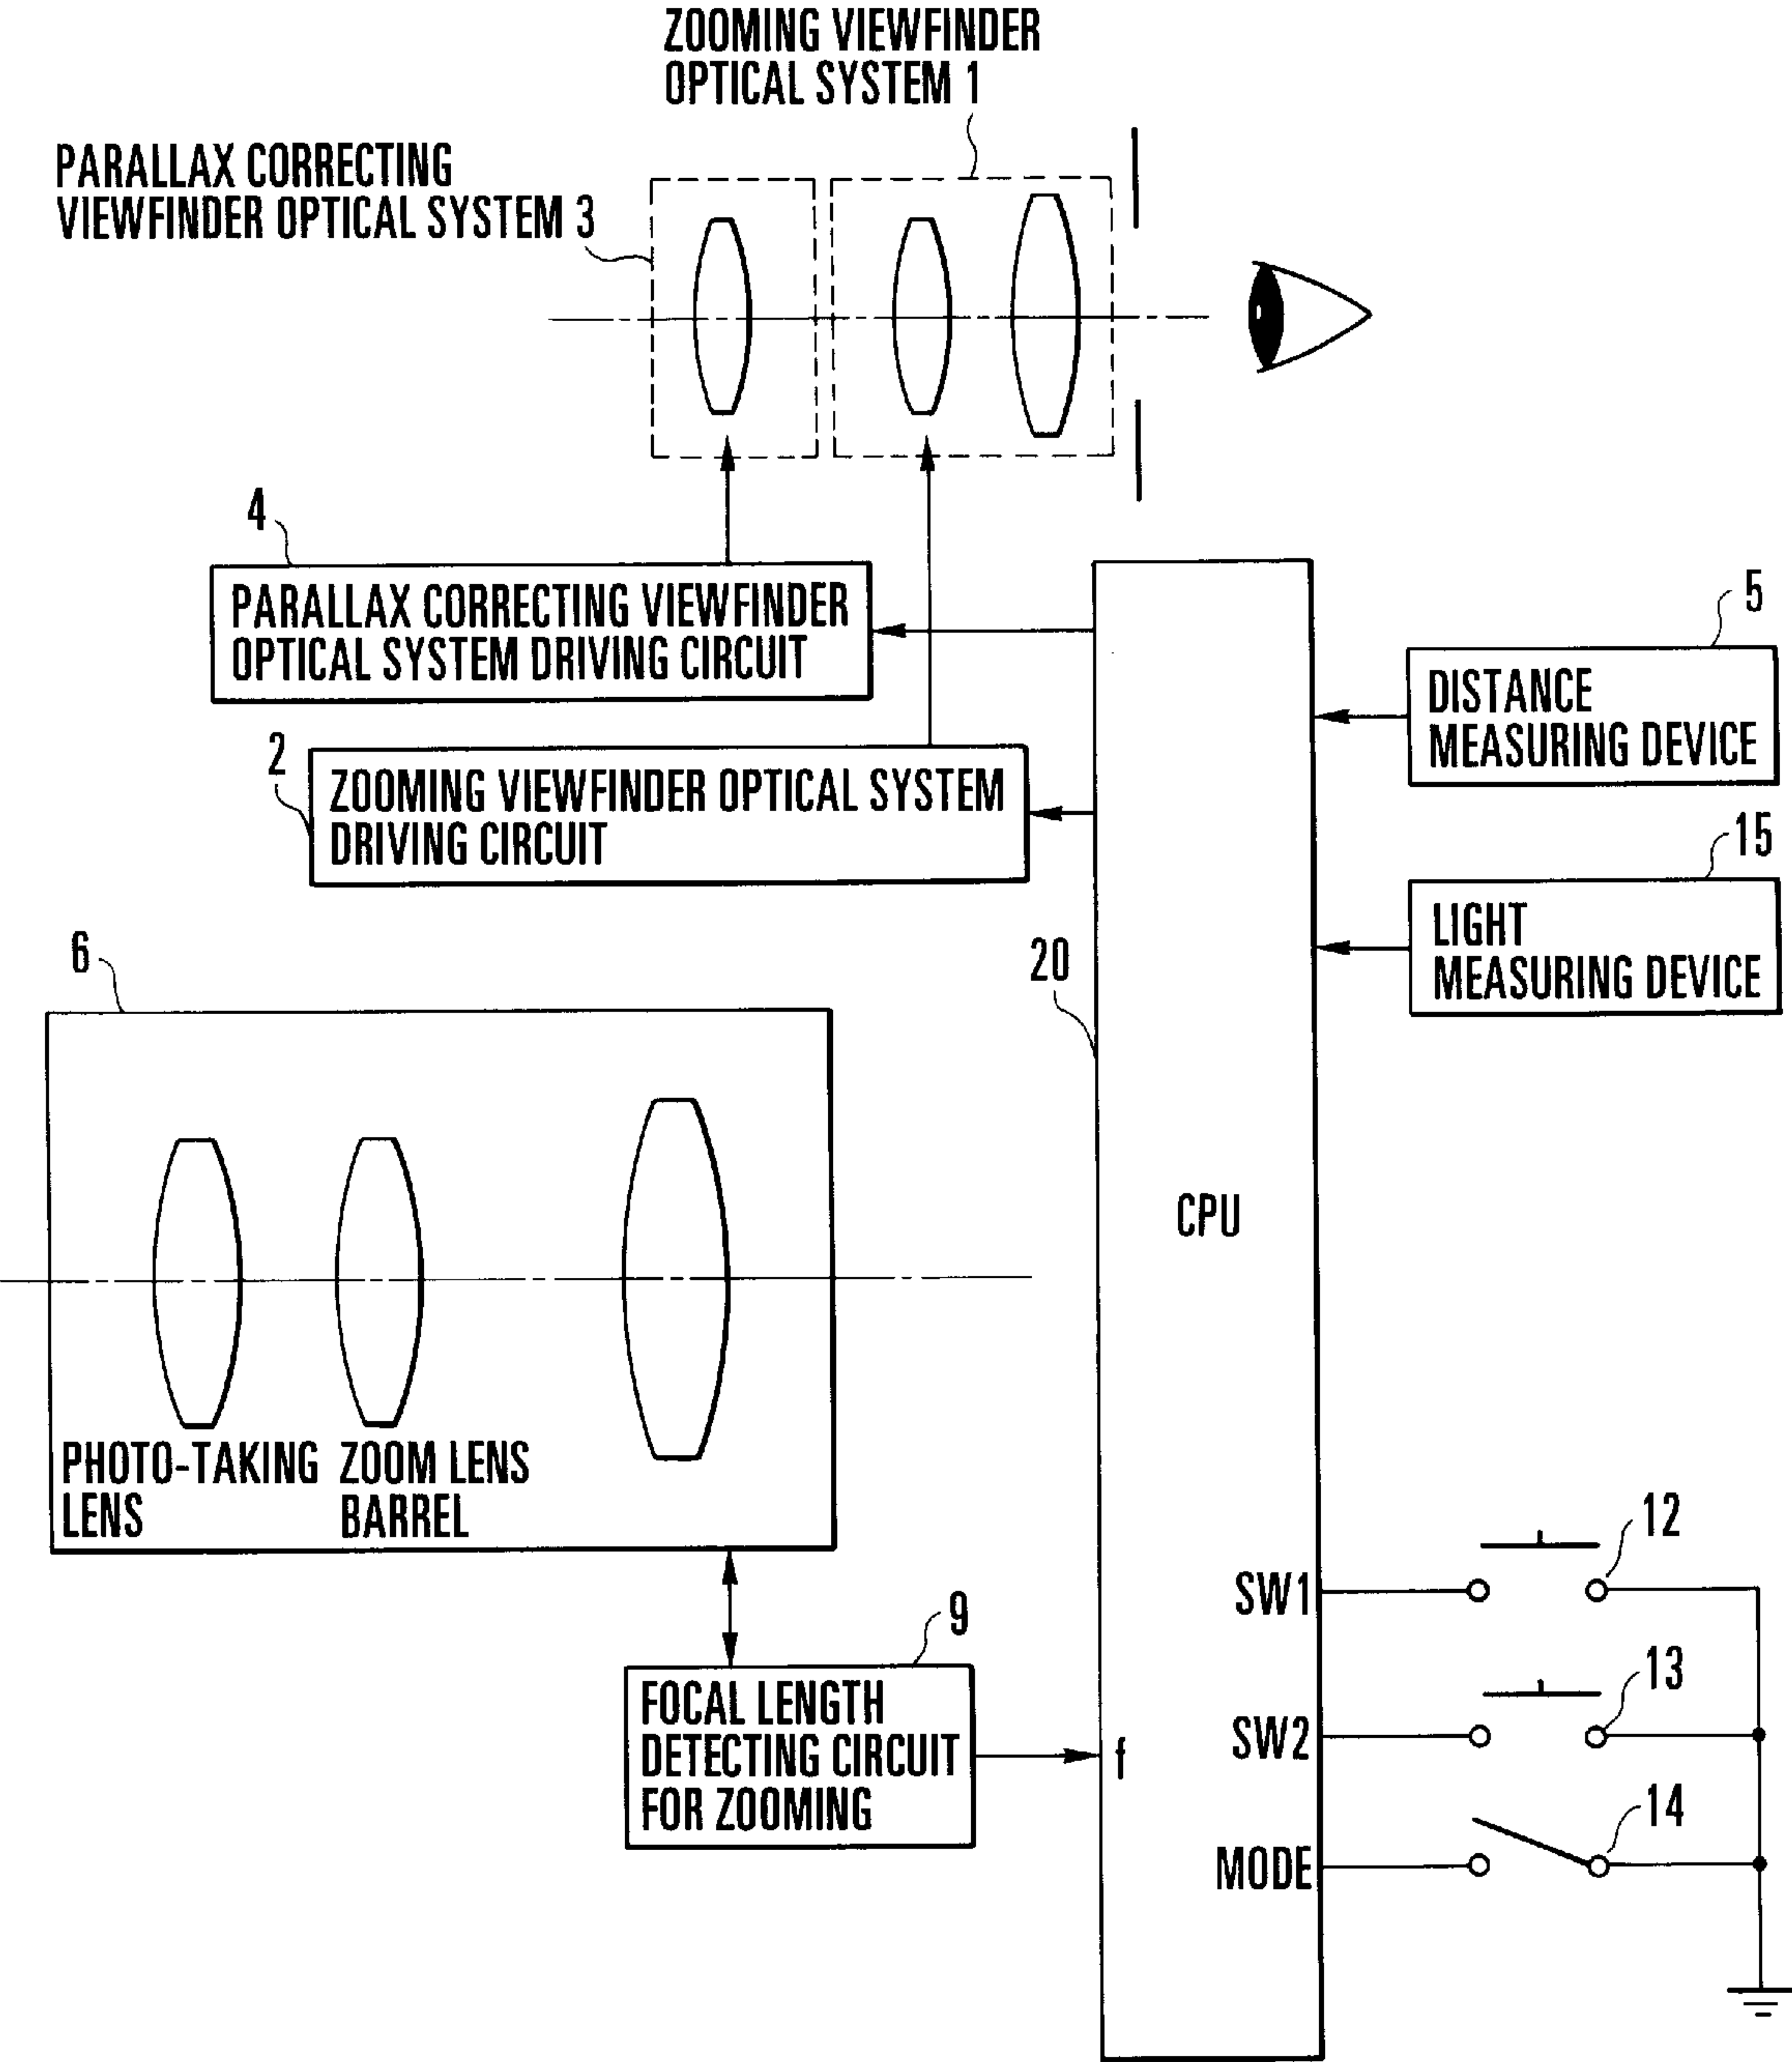 ZOOMING VIEWFINDER
OPTICAL SYSTEM 1
PARALLAX CORRECTING
VIEWFINDER OPTICAL SYSTEM 3
4
PARALLAX CORRECTING VIEWFINDER
OPTICAL SYSTEM DRIVING CIRCUIT
5
DISTANCE
MEASURING DEVICE
2
ZOOMING VIEWFINDER OPTICAL SYSTEM
DRIVING CIRCUIT
15
LIGHT
MEASURING DEVICE
6
20
CPU
PHOTO-TAKING
LENS
ZOOM LENS
BARREL
12
SW1
9
FOCAL LENGTH
DETECTING CIRCUIT
FOR ZOOMING
f
13
SW2
14
MODE